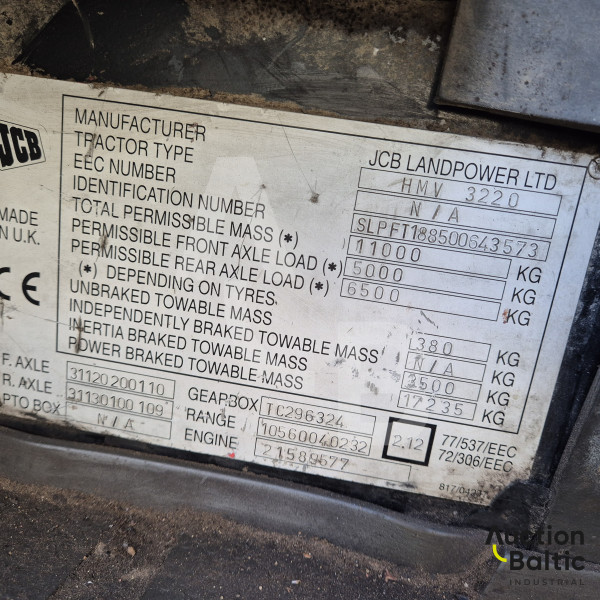 JCB
MADE
N U.K.
CE
MANUFACTURER JCB LANDPOWER LTD
TRACTOR TYPE HMV 3220
EEC NUMBER N/A
IDENTIFICATION NUMBER SLPFT188500643573
TOTAL PERMISSIBLE MASS (*) 11000 KG
PERMISSIBLE FRONT AXLE LOAD (*) 5000 KG
PERMISSIBLE REAR AXLE LOAD (*) 6500 KG
(*) DEPENDING ON TYRES.
UNBRAKED TOWABLE MASS 380 KG
INDEPENDENTLY BRAKED TOWABLE MASS N/A KG
INERTIA BRAKED TOWABLE MASS 3500 KG
POWER BRAKED TOWABLE MASS 17235 KG
F. AXLE 31120200110 GEARBOX TC296324
R. AXLE 31130100109 RANGE 10560040232 2.12 77/537/EEC
PTO BOX N/A ENGINE 21589577 72/306/EEC
Auction
Baltic
INDUSTRIAL